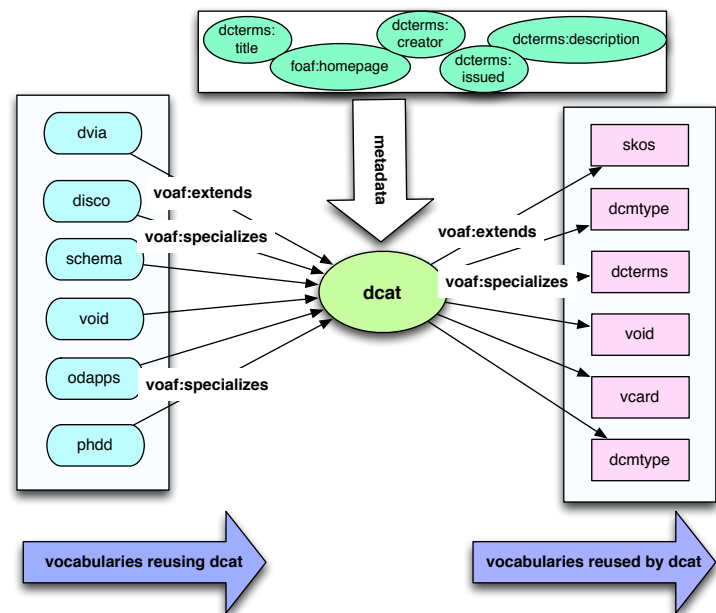 dcterms:
title
foaf:homepage
dcterms:
creator
dcterms:
issued
dcterms:description
metadata
dvia
disco
schema
void
odapps
phdd
voaf:extends
voaf:specializes
voaf:specializes
dcat
voaf:extends
voaf:specializes
skos
dcmtype
dcterms
void
vcard
dcmtype
vocabularies reusing dcat
vocabularies reused by dcat